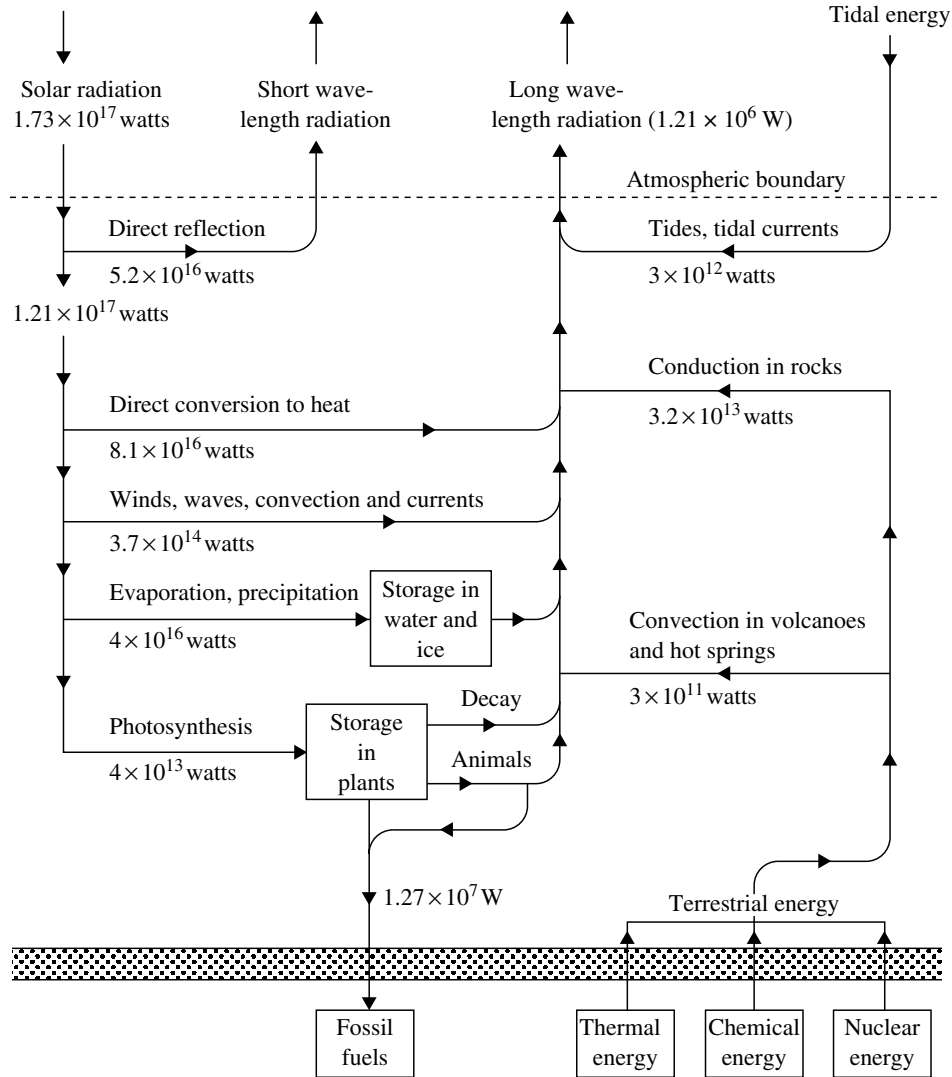 Tidal energy
Solar radiation
1.73 × 10^17 watts
Short wave-
length radiation
Long wave-
length radiation (1.21 × 10^6 W)
Atmospheric boundary
Direct reflection
5.2 × 10^16 watts
Tides, tidal currents
3 × 10^12 watts
1.21 × 10^17 watts
Conduction in rocks
3.2 × 10^13 watts
Direct conversion to heat
8.1 × 10^16 watts
Winds, waves, convection and currents
3.7 × 10^14 watts
Evaporation, precipitation
4 × 10^16 watts
Storage in
water and
ice
Convection in volcanoes
and hot springs
3 × 10^11 watts
Photosynthesis
4 × 10^13 watts
Storage
in
plants
Decay
Animals
1.27 × 10^7 W
Terrestrial energy
Fossil
fuels
Thermal
energy
Chemical
energy
Nuclear
energy